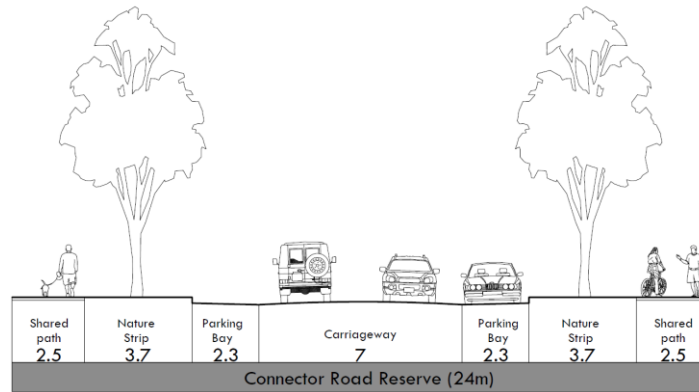 Shared
path
2.5
Nature
Strip
3.7
Parking
Bay
2.3
Carriageway
7
Parking
Bay
2.3
Nature
Strip
3.7
Shared
path
2.5
Connector Road Reserve (24m)